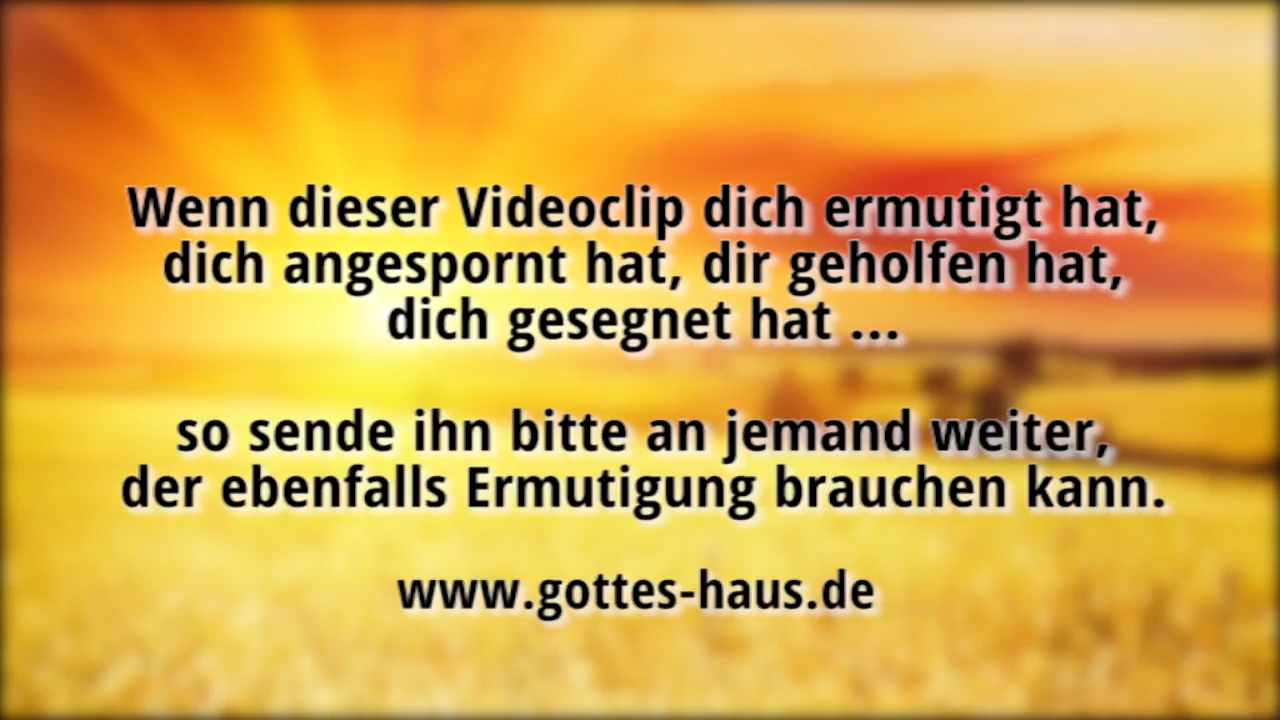 Wenn dieser Videoclip dich ermutigt hat,
dich angespornt hat, dir geholfen hat,
dich gesegnet hat ...
so sende ihn bitte an jemand weiter,
der ebenfalls Ermutigung brauchen kann.
www.gottes-haus.de